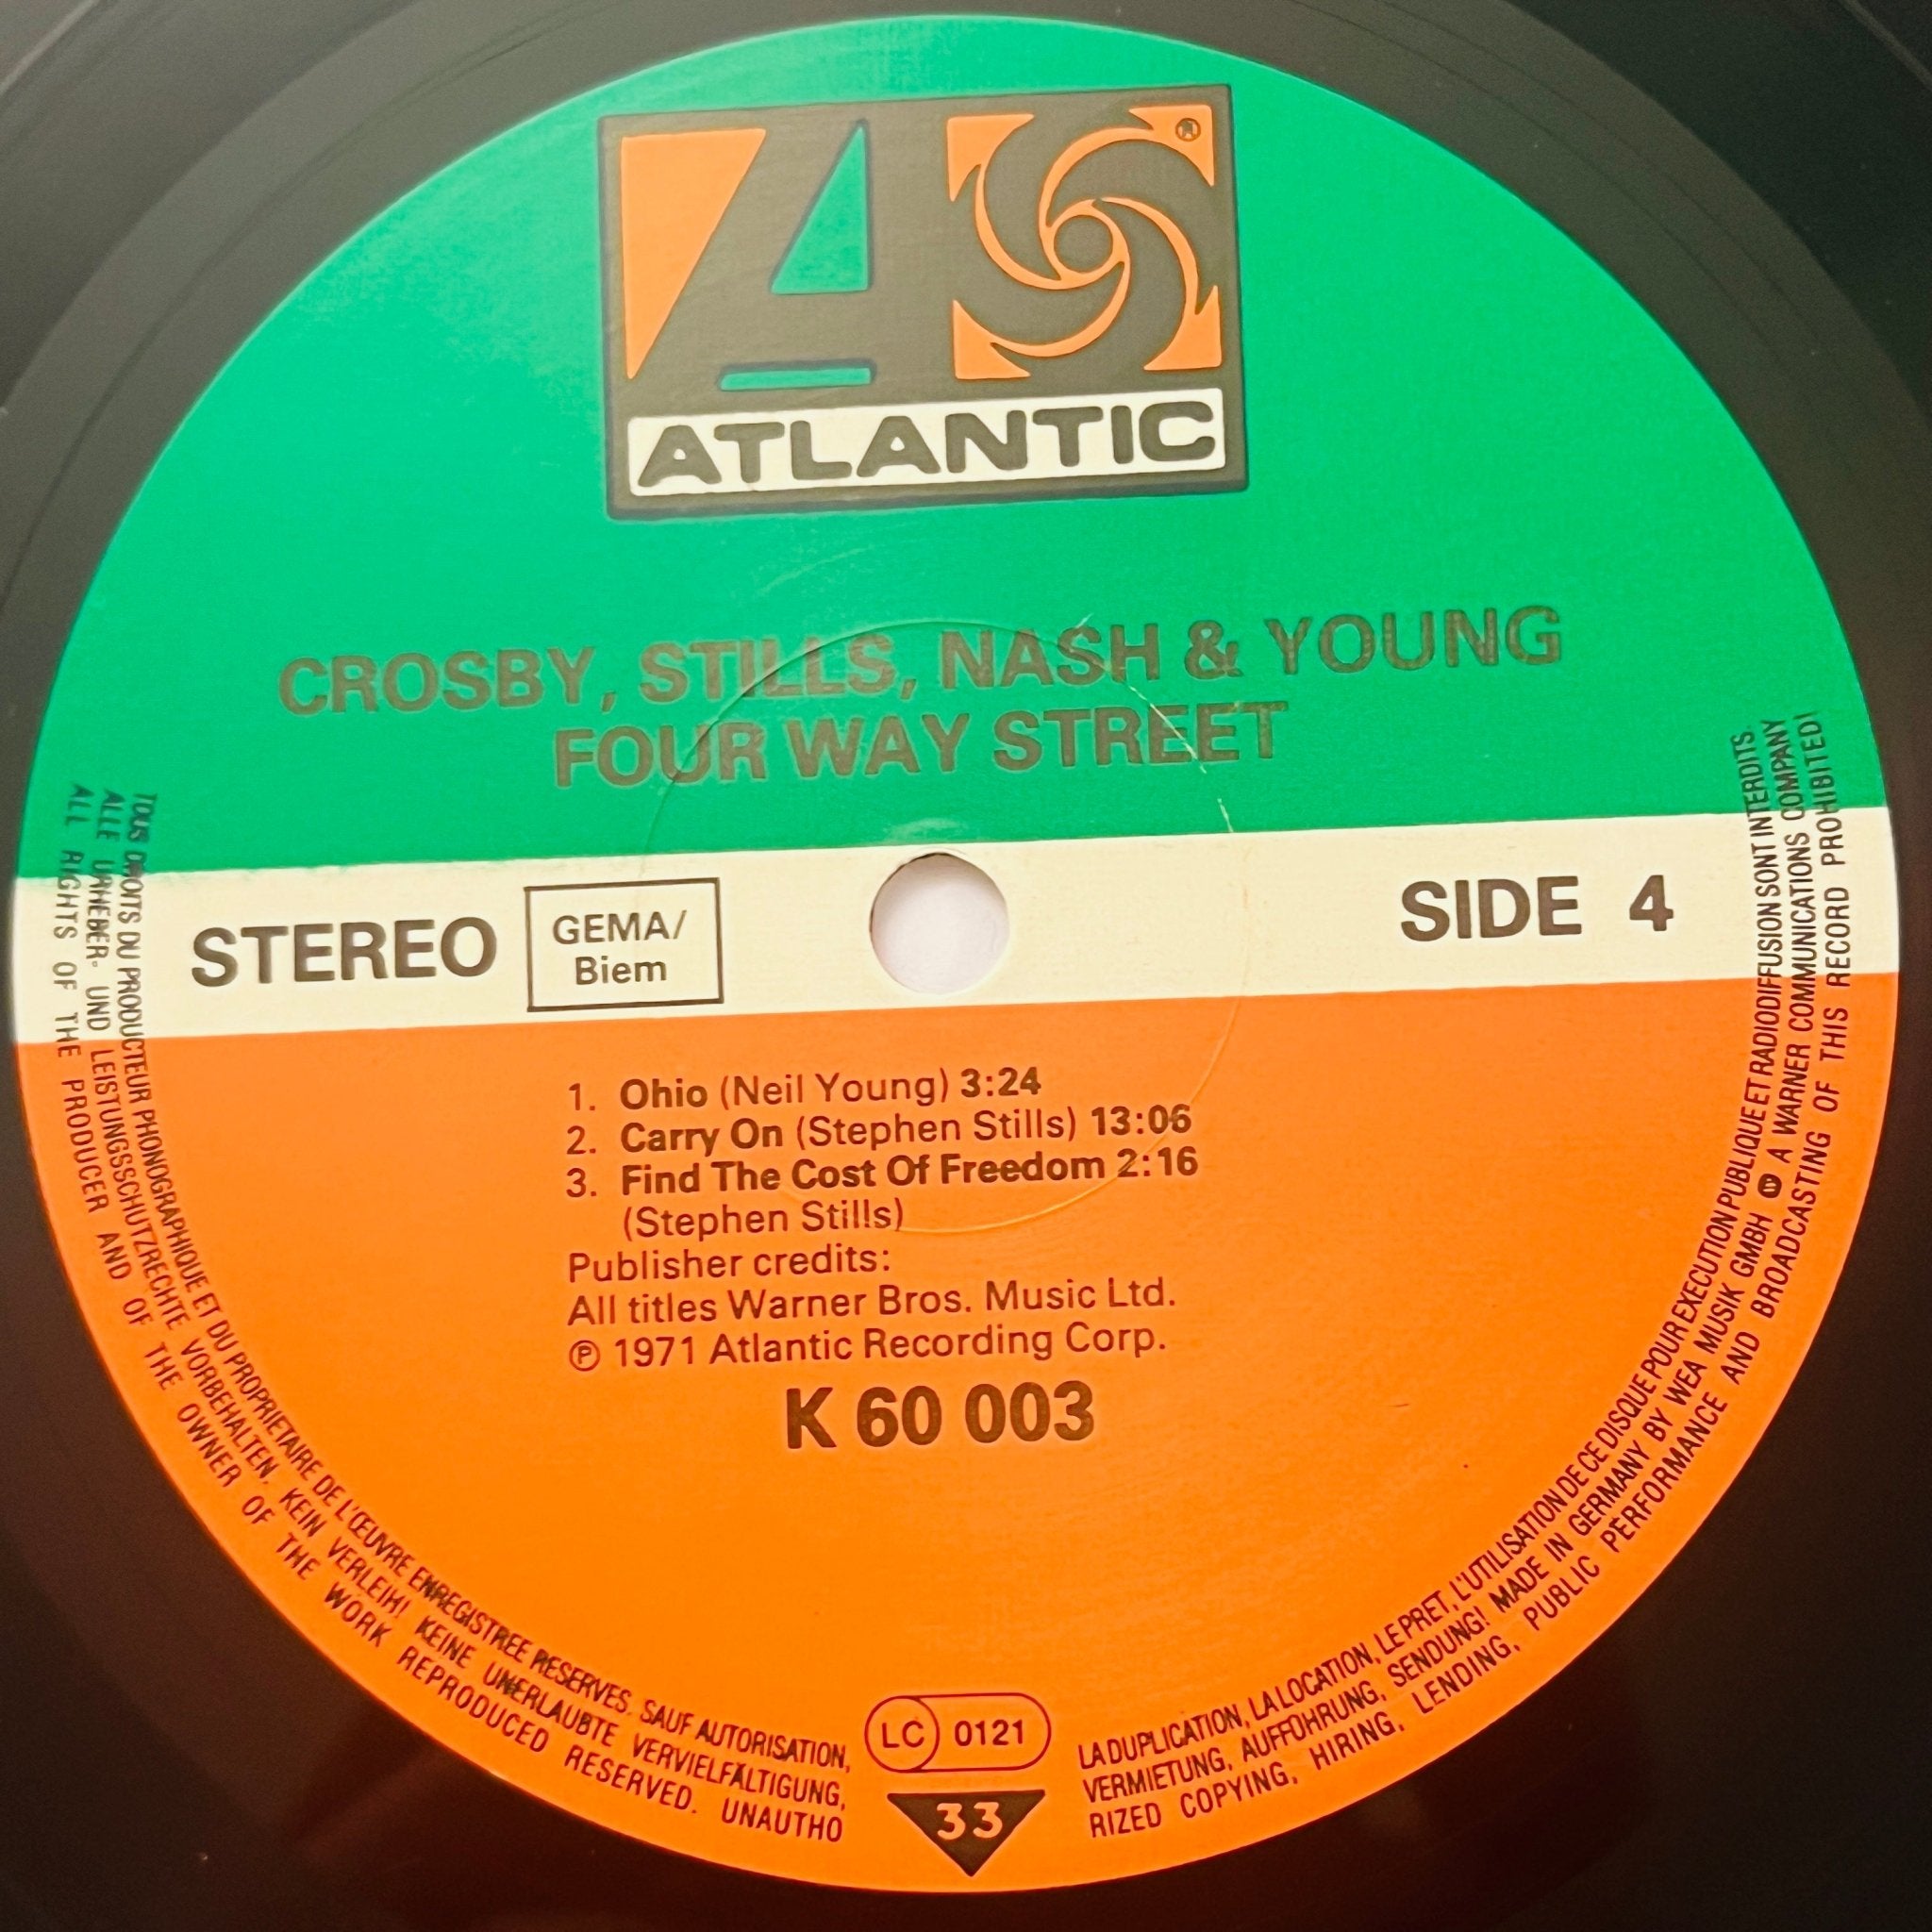 ATLANTIC
CROSBY, STILLS, NASH & YOUNG
FOUR WAY STREET
STEREO
GEMA/
Biem
SIDE 4
1. Ohio (Neil Young) 3:24
2. Carry On (Stephen Stills) 13:06
3. Find The Cost Of Freedom 2:16
(Stephen Stills)
Publisher credits:
All titles Warner Bros. Music Ltd.
℗ 1971 Atlantic Recording Corp.
K 60 003
TOUS DROITS DU PRODUCTEUR PHONOGRAPHIQUE ET DU PROPRIETAIRE DE L'ŒUVRE ENREGISTREE RESERVES. SAUF AUTORISATION, LA DUPLICATION, LA LOCATION, LE PRET, L'UTILISATION DE CE DISQUE POUR EXECUTION PUBLIQUE ET RADIODIFFUSION SONT INTERDITS.
ALLE URHEBER- UND LEISTUNGSSCHUTZRECHTE VORBEHALTEN. KEIN VERLEIH! KEINE UNERLAUBTE VERVIELFÄLTIGUNG, VERMIETUNG, AUFFÜHRUNG, SENDUNG! MADE IN GERMANY BY WEA MUSIK GMBH A WARNER COMMUNICATIONS COMPANY
ALL RIGHTS OF THE PRODUCER AND OF THE OWNER OF THE WORK REPRODUCED RESERVED. UNAUTHORIZED COPYING, HIRING, LENDING, PUBLIC PERFORMANCE AND BROADCASTING OF THIS RECORD PROHIBITED!
LC 0121
33